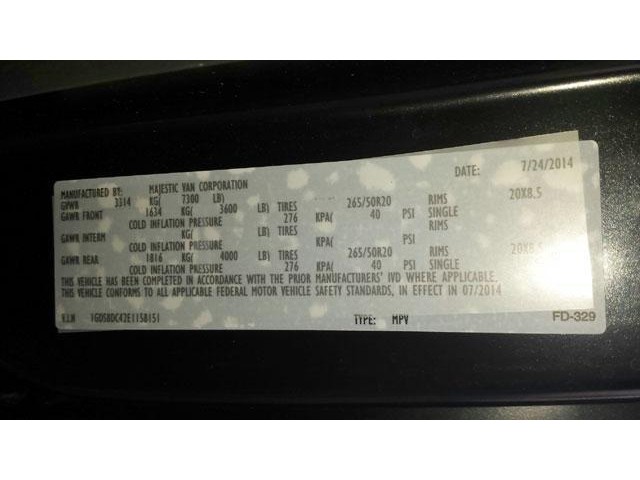 DATE: 7/24/2014
MANUFACTURED BY: MAJESTIC VAN CORPORATION
GVWR 3314 KG( 7300 LB)
GAWR FRONT 1634 KG( 3600 LB) TIRES 265/50R20 RIMS 20X8.5
COLD INFLATION PRESSURE 276 KPA( 40 PSI SINGLE
GAWR INTERM KG( LB) TIRES RIMS
COLD INFLATION PRESSURE KPA( PSI
GAWR REAR 1816 KG( 4000 LB) TIRES 265/50R20 RIMS 20X8.5
COLD INFLATION PRESSURE 276 KPA( 40 PSI SINGLE
THIS VEHICLE HAS BEEN COMPLETED IN ACCORDANCE WITH THE PRIOR MANUFACTURERS' IVD WHERE APPLICABLE.
THIS VEHICLE CONFORMS TO ALL APPLICABLE FEDERAL MOTOR VEHICLE SAFETY STANDARDS, IN EFFECT IN 07/2014
V.I.N TYPE: MPV FD-329